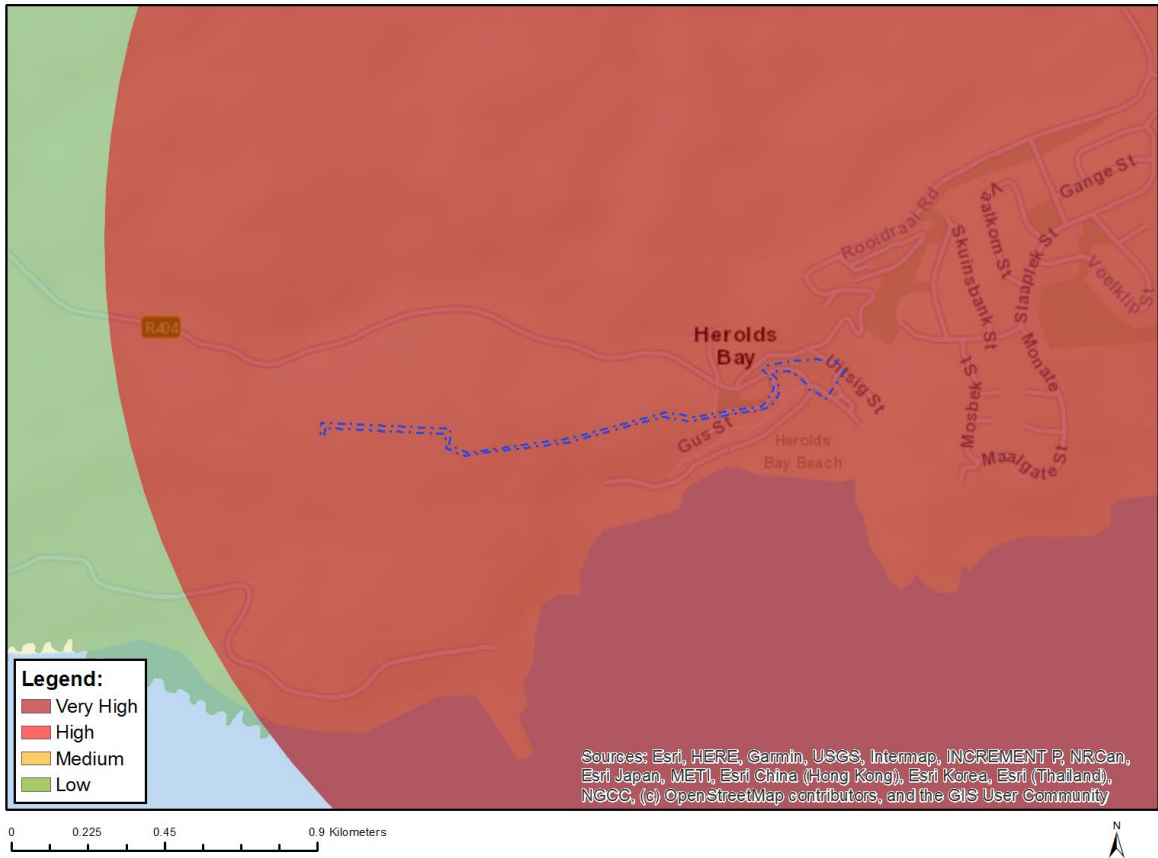 Gange St
Vaalkom St
Rooidraai Rd
Skuinsbank St
Slaaplek St
Voelklip St
R404
Herolds
Bay
Uitsig St
Monate
Mosbek St
Gus St
Herolds
Bay Beach
Maalgate St
Legend:
Very High
High
Medium
Low
Sources: Esri, HERE, Garmin, USGS, Intermap, INCREMENT P, NRCan,
Esri Japan, METI, Esri China (Hong Kong), Esri Korea, Esri (Thailand),
NGCC, (c) OpenStreetMap contributors, and the GIS User Community
0 0.225 0.45 0.9 Kilometers
N